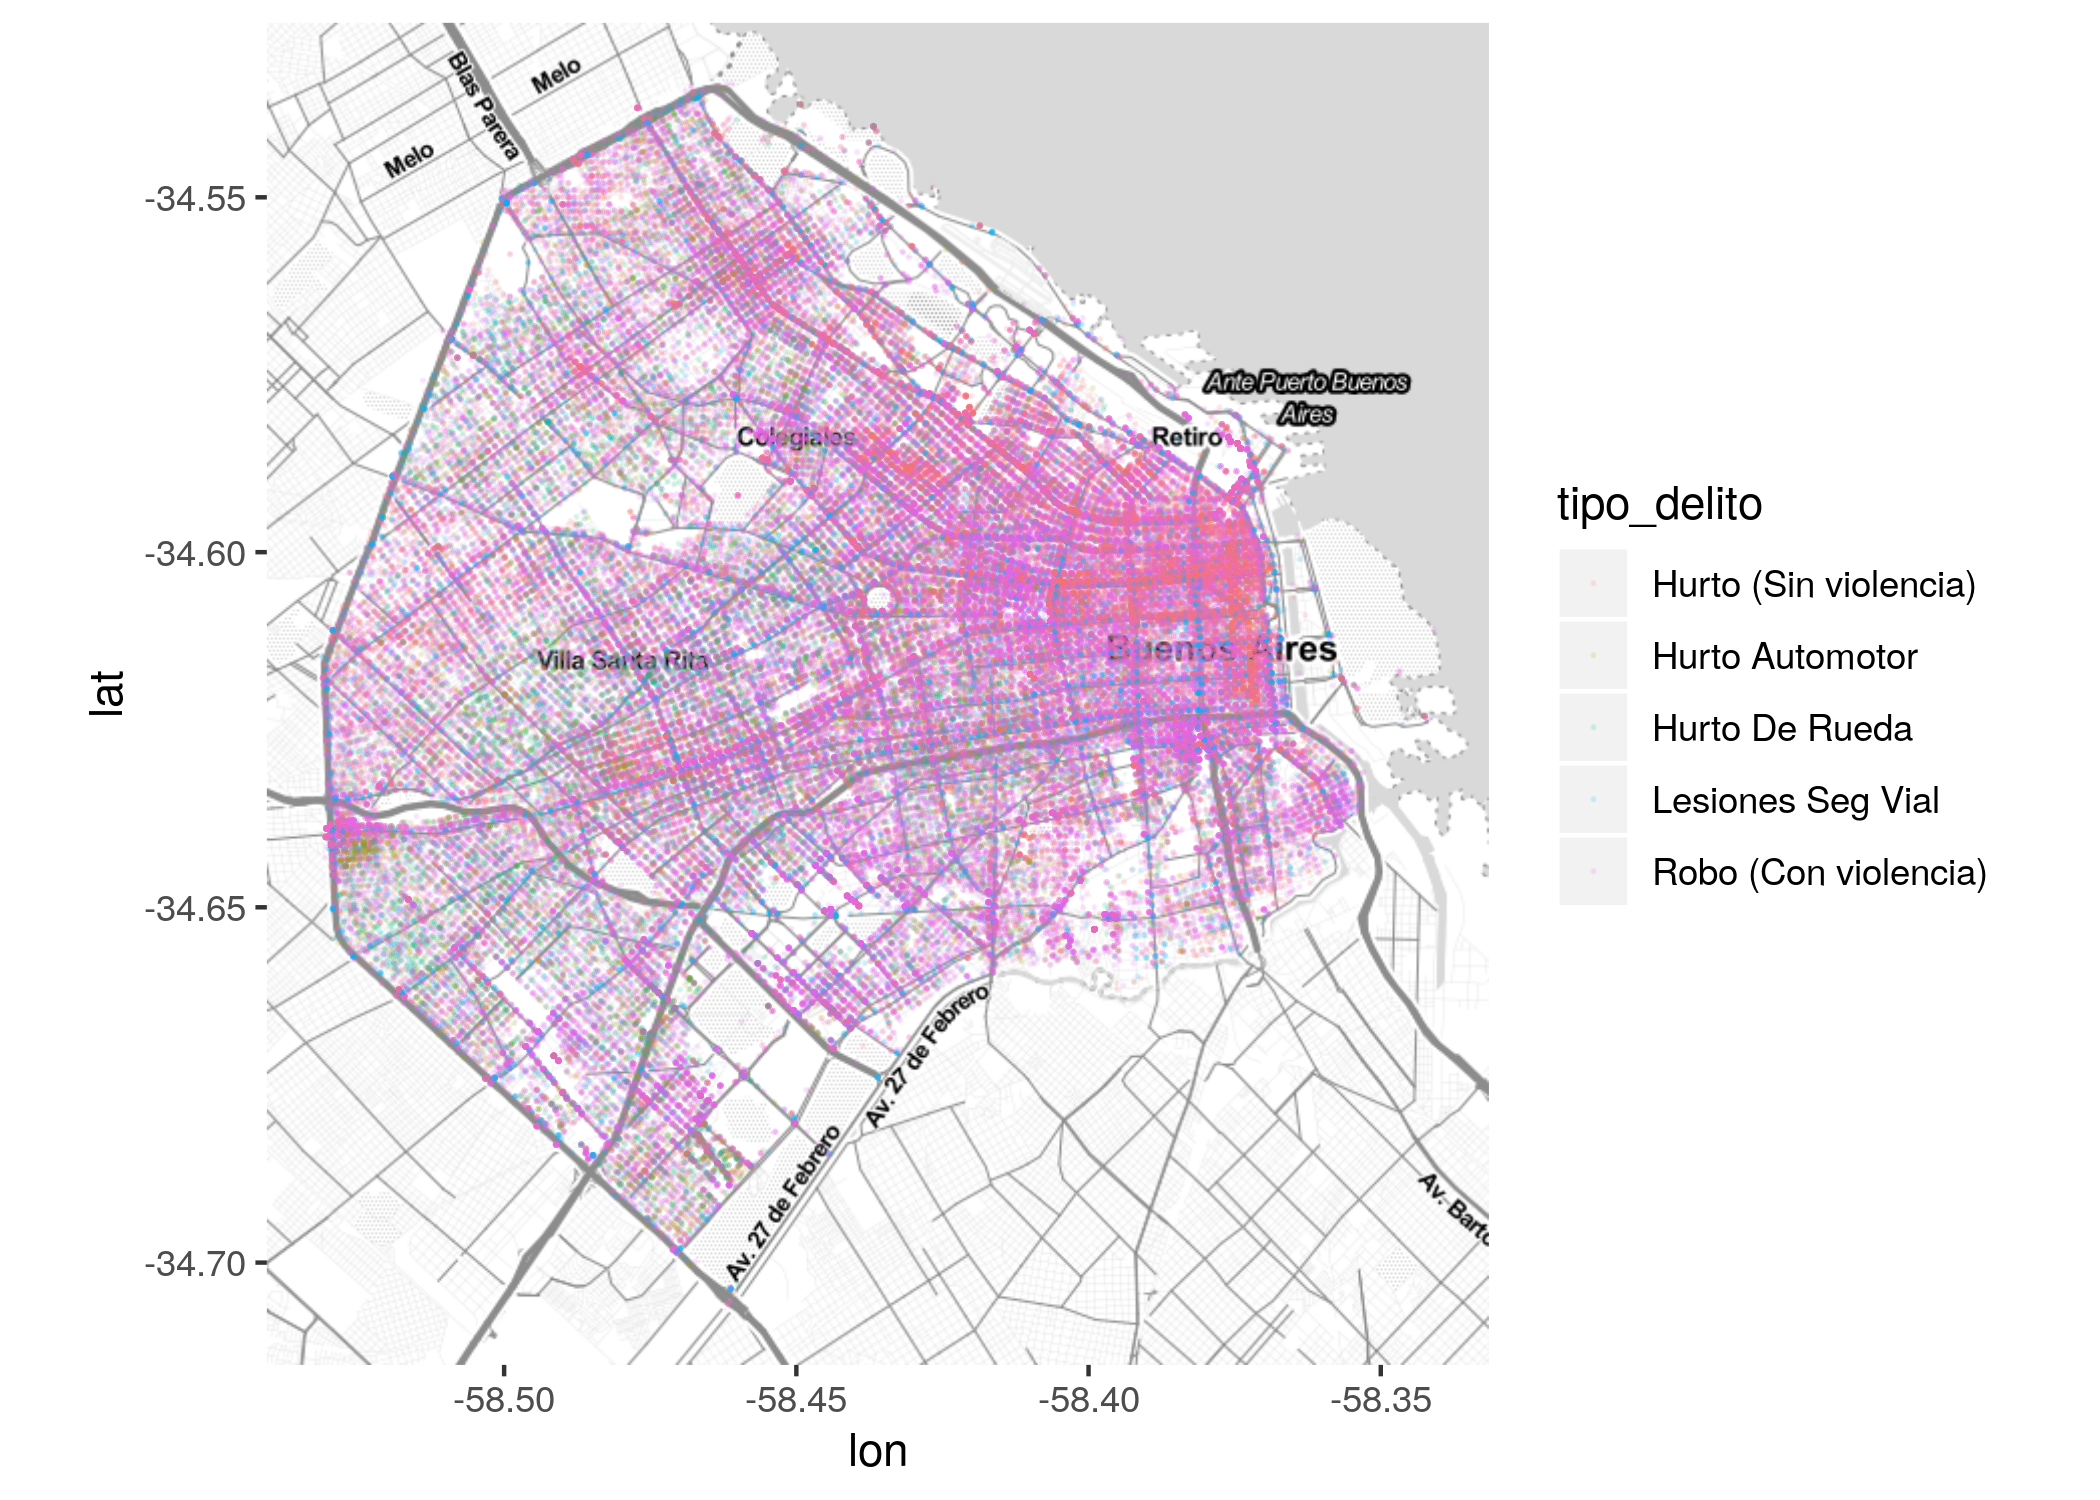 Blas Parera
Melo
Melo
Ante Puerto Buenos
Aires
Colegiales
Retiro
Buenos Aires
Villa Santa Rita
Av. 27 de Febrero
Av. 27 de Febrero
Av. Barto
-34.55
-34.60
-34.65
-34.70
lat
-58.50
-58.45
-58.40
-58.35
lon
tipo_delito
Hurto (Sin violencia)
Hurto Automotor
Hurto De Rueda
Lesiones Seg Vial
Robo (Con violencia)